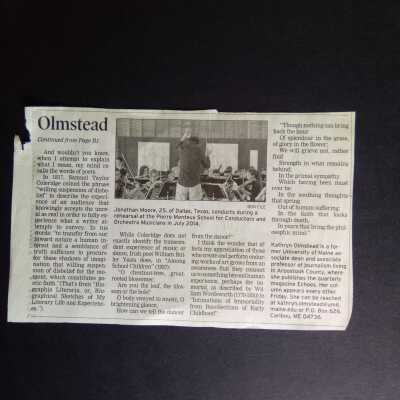 Olmstead
Continued from Page B1
And wouldn't you know,
when I attempt to explain
what I mean, my mind re-
calls the words of poets.
In 1817, Samuel Taylor
Coleridge coined the phrase
"willing suspension of disbe-
lief" to describe the experi-
ence of an audience that
knowingly accepts the unre-
al as real in order to fully ex-
perience what a writer at-
tempts to convey. In his
words "to transfer from our
inward nature a human in-
terest and a semblance of
truth sufficient to procure
for these shadows of imagi-
nation that willing suspen-
sion of disbelief for the mo-
ment, which constitutes po-
etic faith." (That's from "Bio-
graphia Literaria, or, Bio-
graphical Sketches of My
Literary Life and Experienc-
es.")
Jonathan Moore, 25, of Dallas, Texas, conducts during a
rehearsal at the Pierre Monteux School for Conductors and
Orchestra Musicians in July 2014.
While Coleridge does not
exactly identify the transcen-
dent experience of music or
dance, Irish poet William But-
ler Yeats does, in "Among
School Children" (1927):
"O chestnut-tree, great
rooted blossomer,
Are you the leaf, the blos-
som or the bole?
O body swayed to music, O
brightening glance,
How can we tell the dancer
from the dance?"
I think the wonder that at-
tends my appreciation of those
who create and perform endur-
ing works of art grows from an
awareness that they connect
us to something beyond human
experience, perhaps the im-
mortal, as described by Wil-
liam Wordsworth (1770-1850) in
"Intimations of Immortality
from Recollections of Early
Childhood:"
"Though nothing can bring
back the hour
Of splendour in the grass,
of glory in the flower;
We will grieve not, rather
find
Strength in what remains
behind;
In the primal sympathy
Which having been must
ever be;
In the soothing thoughts
that spring
Out of human suffering;
In the faith that looks
through death,
In years that bring the phil-
osophic mind."
Kathryn Olmstead is a for-
mer University of Maine as-
sociate dean and associate
professor of journalism living
in Aroostook County, where
she publishes the quarterly
magazine Echoes. Her col-
umn appears every other
Friday. She can be reached
at kathryn.olmstead@umit.
maine.edu or P.O. Box 626,
Caribou, ME 04736.